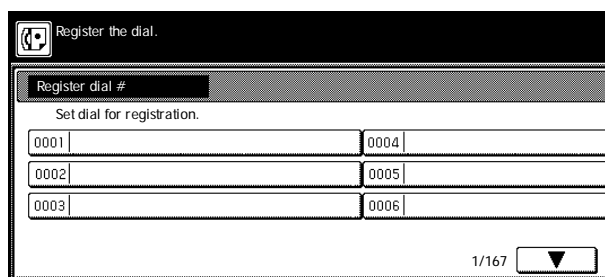 Register the dial.
Register dial #
Set dial for registration.
0001 0004
0002 0005
0003 0006
1/167